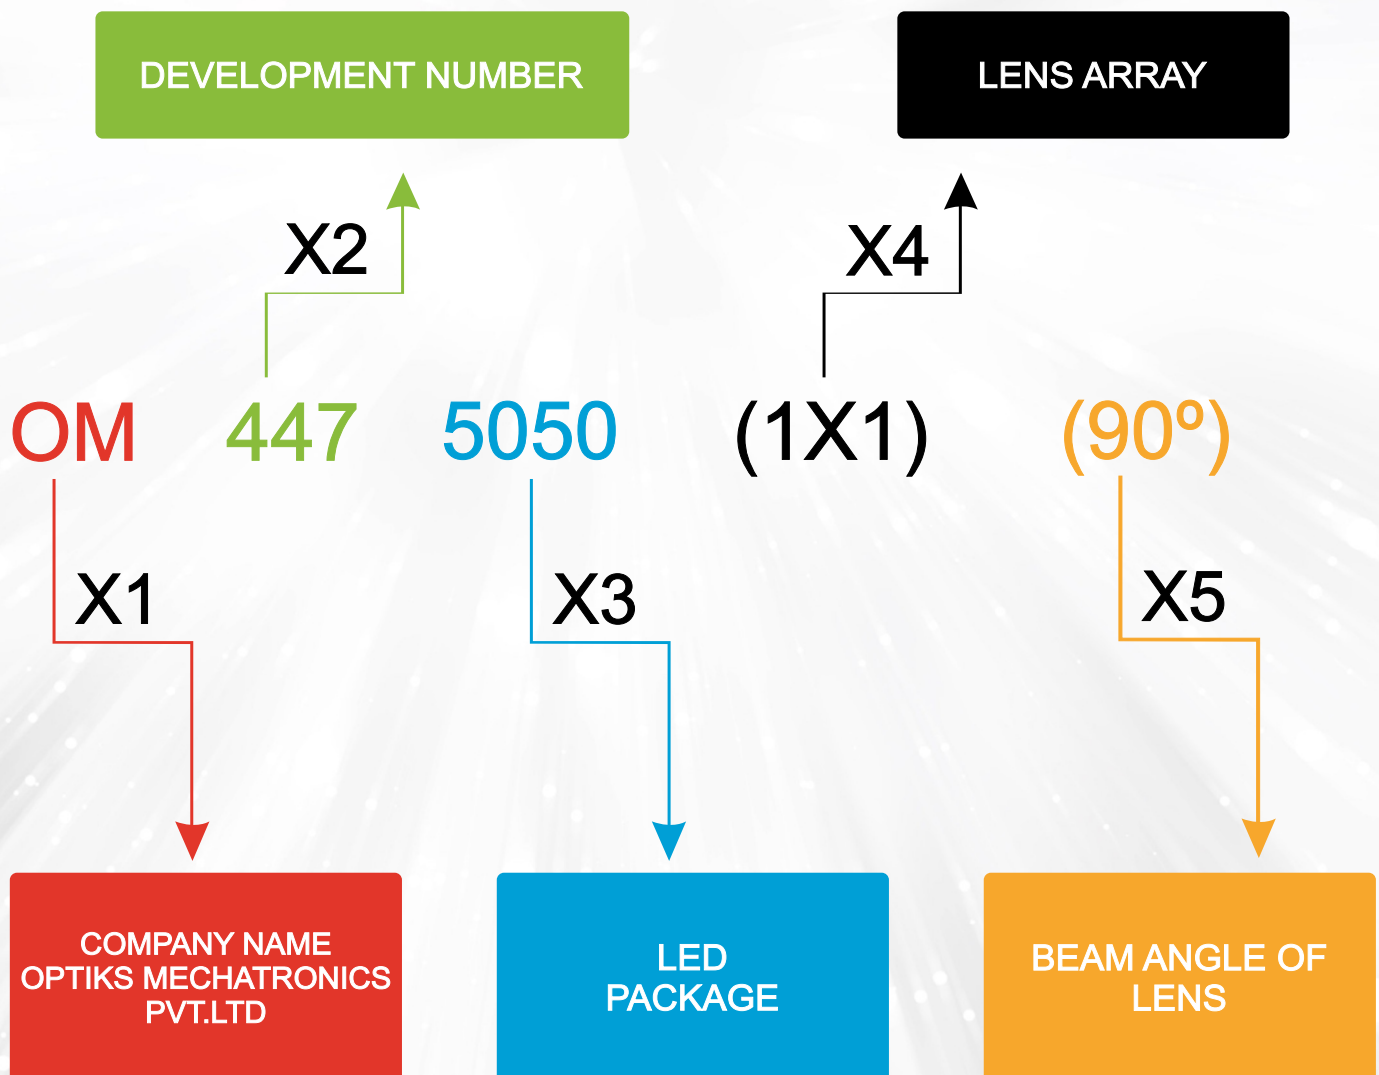 DEVELOPMENT NUMBER
LENS ARRAY
X2
X4
OM 447 5050 (1X1) (90º)
X1
X3
X5
COMPANY NAME
OPTIKS MECHATRONICS
PVT.LTD
LED
PACKAGE
BEAM ANGLE OF
LENS